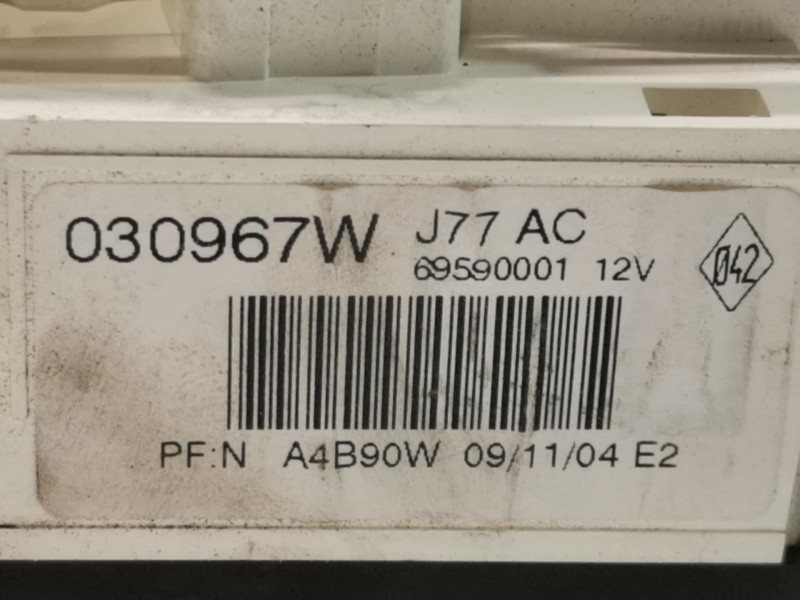 030967W J77 AC
69590001 12V
Ø42
PF:N A4B90W 09/11/04 E2